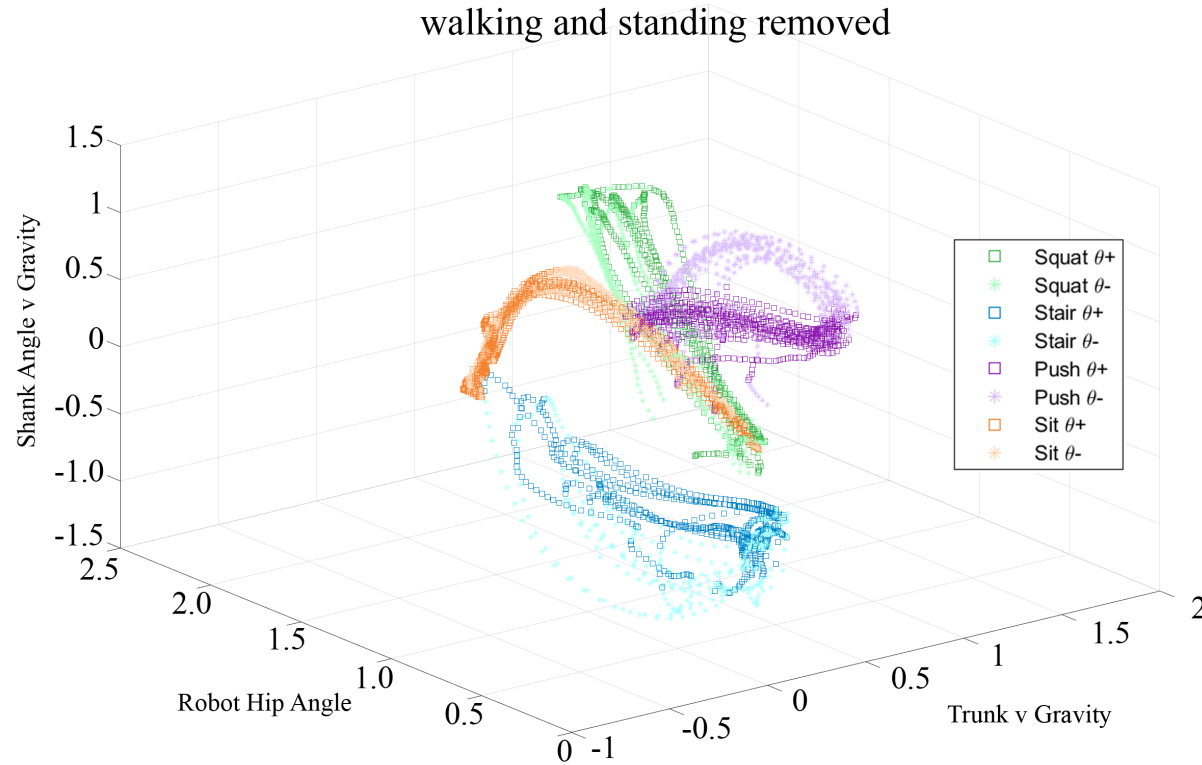 walking and standing removed
1.5
1
0.5
0
-0.5
-1.0
-1.5
Shank Angle v Gravity
2.5
2.0
1.5
1.0
0.5
0
Robot Hip Angle
-1
-0.5
0
0.5
1
1.5
2
Trunk v Gravity
Squat θ+
Squat θ-
Stair θ+
Stair θ-
Push θ+
Push θ-
Sit θ+
Sit θ-